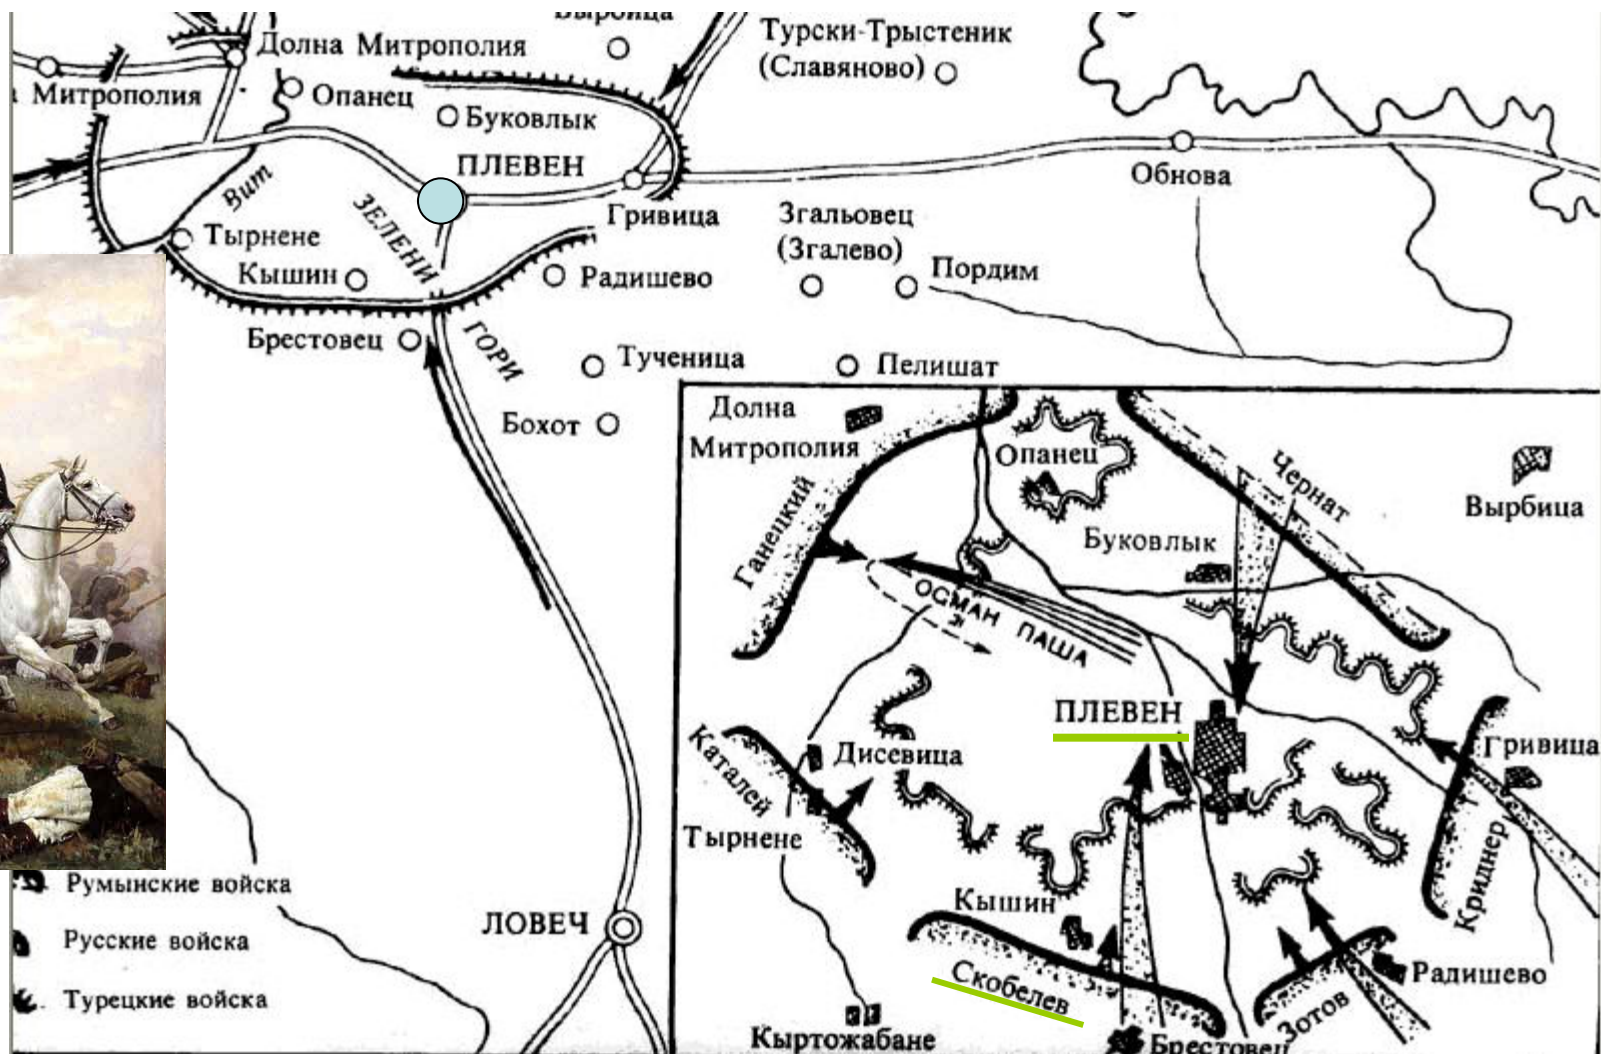 Вырбица
Долна Митрополия
Турски-Трыстеник
(Славяново)
Митрополия
Опанец
Буковлык
ПЛЕВЕН
Обнова
Вит
ЗЕЛЕНИ
ГОРИ
Гривица
Згальовец
(Згалево)
Тырнене
Кышин
Радишево
Пордим
Брестовец
Тученица
Пелишат
Бохот
ЛОВЕЧ
Румынские войска
Русские войска
Турецкие войска
Долна
Митрополия
Опанец
Чернат
Вырбица
Ганецкий
Буковлык
ОСМАН ПАША
ПЛЕВЕН
Гривица
Каталей
Дисевица
Тырнене
Криднер
Кышин
Скобелев
Радишево
Зотов
Кыртожабане
Брестовец